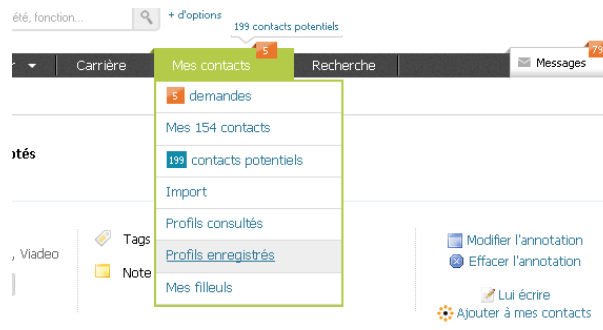 été, fonction...
+ d'options
199 contacts potentiels
Carrière
Mes contacts
5
Recherche
Messages
79
5 demandes
Mes 154 contacts
199 contacts potentiels
Import
Profils consultés
Profils enregistrés
Mes filleuls
otés
, Viadeo
Tags
Note
Modifier l'annotation
Effacer l'annotation
Lui écrire
Ajouter à mes contacts